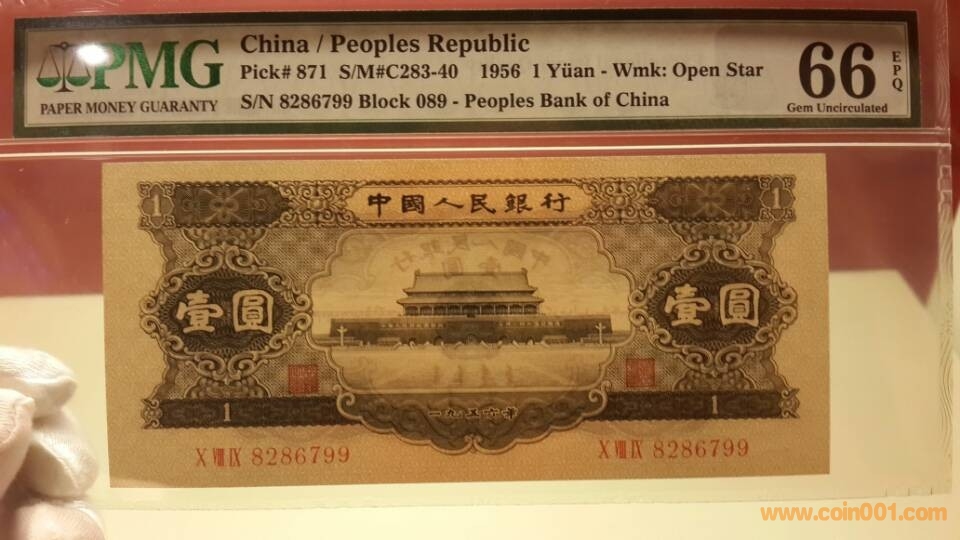 PMG
PAPER MONEY GUARANTY
China / Peoples Republic
Pick# 871 S/M#C283-40 1956 1 Yüan - Wmk: Open Star
S/N 8286799 Block 089 - Peoples Bank of China
66
EPQ
Gem Uncirculated
1 中國人民銀行 1
壹圓 壹圓
1 一九五六年 1
X VIII IX 8286799 X VIII IX 8286799
www.coin001.com